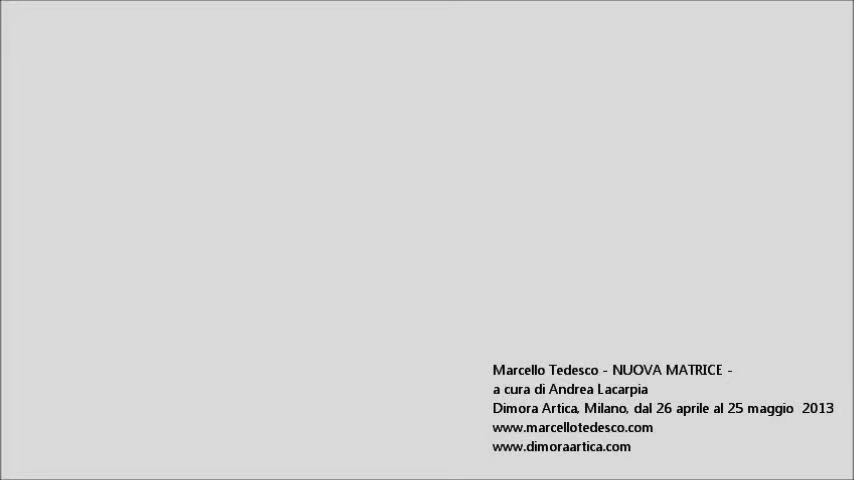 Marcello Tedesco - NUOVA MATRICE -
a cura di Andrea Lacarpia
Dimora Artica, Milano, dal 26 aprile al 25 maggio  2013
www.marcellotedesco.com
www.dimoraartica.com